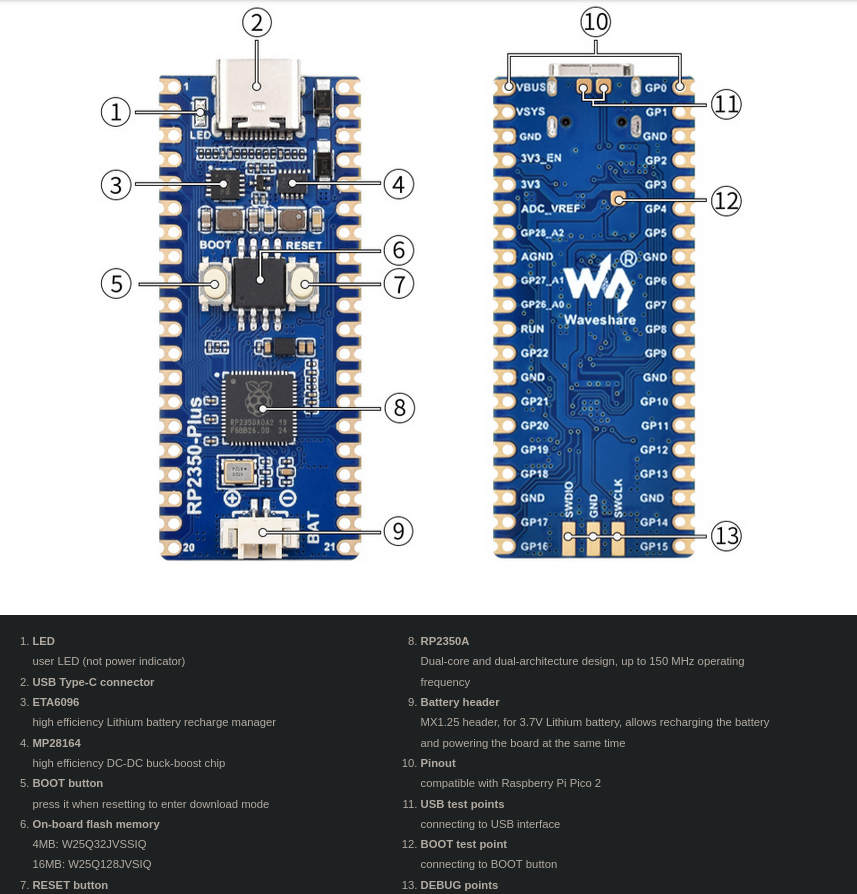 2
10
1
LED
1
3
4
BOOT
RESET
6
5
7
RP2350A0A2 19
8
RP2350-Plus
BAT
9
20
21
VBUS
GP0
11
VSYS
GP1
GND
GND
3V3_EN
GP2
3V3
GP3
12
ADC_VREF
GP4
GP28_A2
GP5
AGND
GND
GP27_A1
GP6
GP26_A0
GP7
Waveshare
RUN
GP8
GP22
GP9
GND
GND
GP21
GP10
GP20
GP11
GP19
GP12
GP18
GP13
SWDIO
GND
SWCLK
GND
GND
GP17
GP14
13
GP16
GP15
1. LED
user LED (not power indicator)
2. USB Type-C connector
3. ETA6096
high efficiency Lithium battery recharge manager
4. MP28164
high efficiency DC-DC buck-boost chip
5. BOOT button
press it when resetting to enter download mode
6. On-board flash memory
4MB: W25Q32JVSSIQ
16MB: W25Q128JVSIQ
7. RESET button
8. RP2350A
Dual-core and dual-architecture design, up to 150 MHz operating
frequency
9. Battery header
MX1.25 header, for 3.7V Lithium battery, allows recharging the battery
and powering the board at the same time
10. Pinout
compatible with Raspberry Pi Pico 2
11. USB test points
connecting to USB interface
12. BOOT test point
connecting to BOOT button
13. DEBUG points